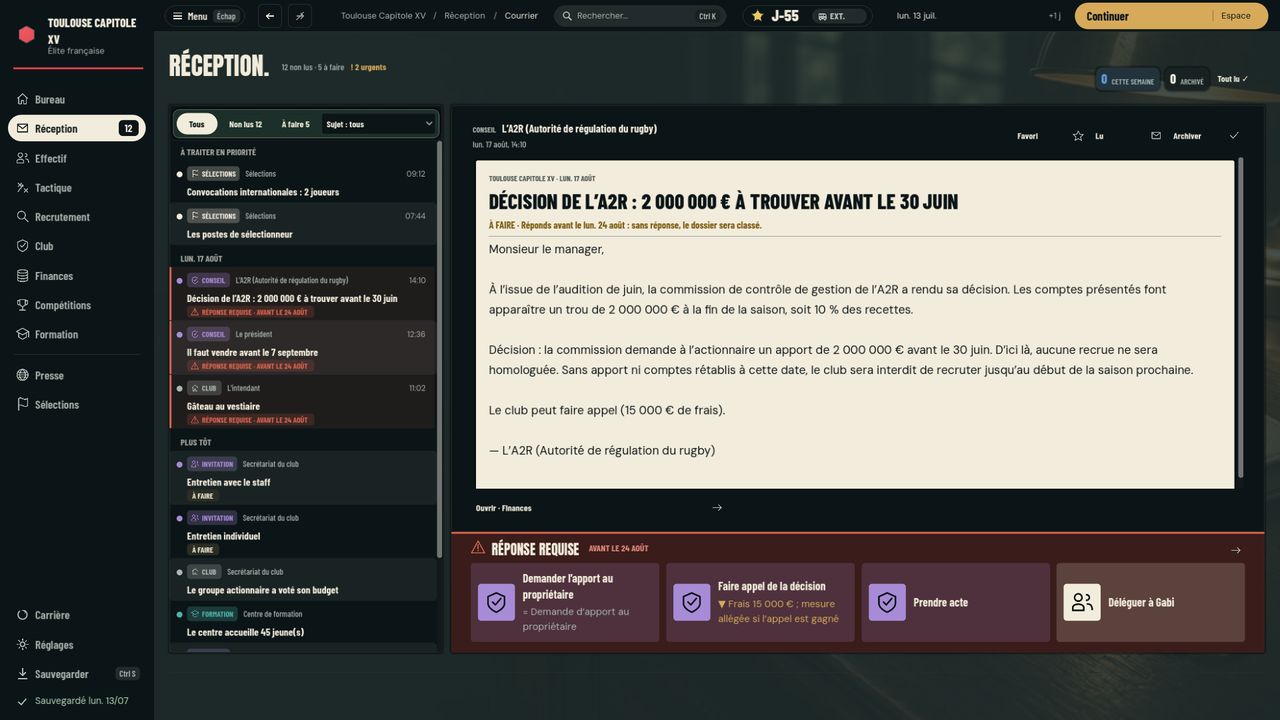 TOULOUSE CAPITOLE
XV
Élite française
Menu Échap
Toulouse Capitole XV / Réception / Courrier
Rechercher... Ctrl K
J-55 EXT.
lun. 13 juil.
+1 j
Continuer Espace
Bureau
Réception 12
Effectif
Tactique
Recrutement
Club
Finances
Compétitions
Formation
Presse
Sélections
Carrière
Réglages
Sauvegarder Ctrl S
Sauvegardé lun. 13/07
RÉCEPTION.
12 non lus · 5 à faire ! 2 urgents
0 CETTE SEMAINE
0 ARCHIVÉ
Tout lu ✓
Tous Non lus 12 À faire 5 Sujet : tous
À TRAITER EN PRIORITÉ
SÉLECTIONS Sélections 09:12
Convocations internationales : 2 joueurs
SÉLECTIONS Sélections 07:44
Les postes de sélectionneur
LUN. 17 AOÛT
CONSEIL L'A2R (Autorité de régulation du rugby) 14:10
Décision de l'A2R : 2 000 000 € à trouver avant le 30 juin
RÉPONSE REQUISE · AVANT LE 24 AOÛT
CONSEIL Le président 12:36
Il faut vendre avant le 7 septembre
RÉPONSE REQUISE · AVANT LE 24 AOÛT
CLUB L'intendant 11:02
Gâteau au vestiaire
RÉPONSE REQUISE · AVANT LE 24 AOÛT
PLUS TÔT
INVITATION Secrétariat du club
Entretien avec le staff
À FAIRE
INVITATION Secrétariat du club
Entretien individuel
À FAIRE
CLUB Secrétariat du club
Le groupe actionnaire a voté son budget
FORMATION Centre de formation
Le centre accueille 45 jeune(s)
CONSEIL L'A2R (Autorité de régulation du rugby)
lun. 17 août, 14:10
Favori Lu Archiver
TOULOUSE CAPITOLE XV · LUN. 17 AOÛT
DÉCISION DE L'A2R : 2 000 000 € À TROUVER AVANT LE 30 JUIN
À FAIRE · Réponds avant le lun. 24 août : sans réponse, le dossier sera classé.
Monsieur le manager,
À l'issue de l'audition de juin, la commission de contrôle de gestion de l'A2R a rendu sa décision. Les comptes présentés font
apparaître un trou de 2 000 000 € à la fin de la saison, soit 10 % des recettes.
Décision : la commission demande à l'actionnaire un apport de 2 000 000 € avant le 30 juin. D'ici là, aucune recrue ne sera
homologuée. Sans apport ni comptes rétablis à cette date, le club sera interdit de recruter jusqu'au début de la saison prochaine.
Le club peut faire appel (15 000 € de frais).
— L'A2R (Autorité de régulation du rugby)
Ouvrir · Finances
RÉPONSE REQUISE AVANT LE 24 AOÛT
Demander l'apport au
propriétaire
= Demande d'apport au
propriétaire
Faire appel de la décision
▼ Frais 15 000 € ; mesure
allégée si l'appel est gagné
Prendre acte
Déléguer à Gabi